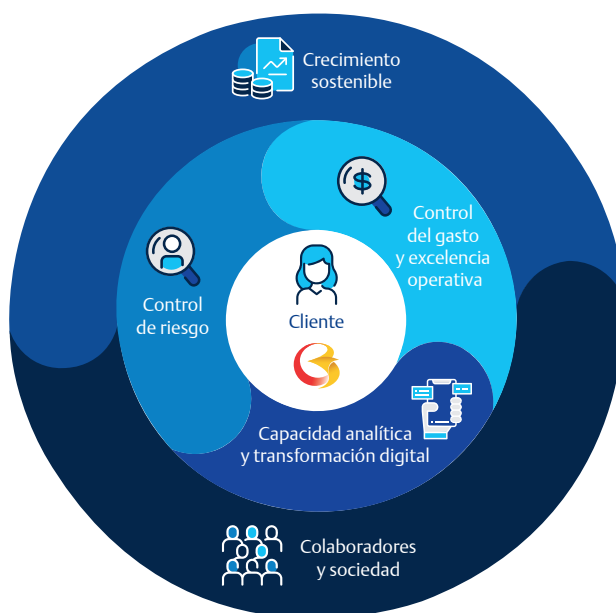 Crecimiento
sostenible
Control
del gasto
y excelencia
operativa
Control
de riesgo
Cliente
Capacidad analítica
y transformación digital
Colaboradores
y sociedad